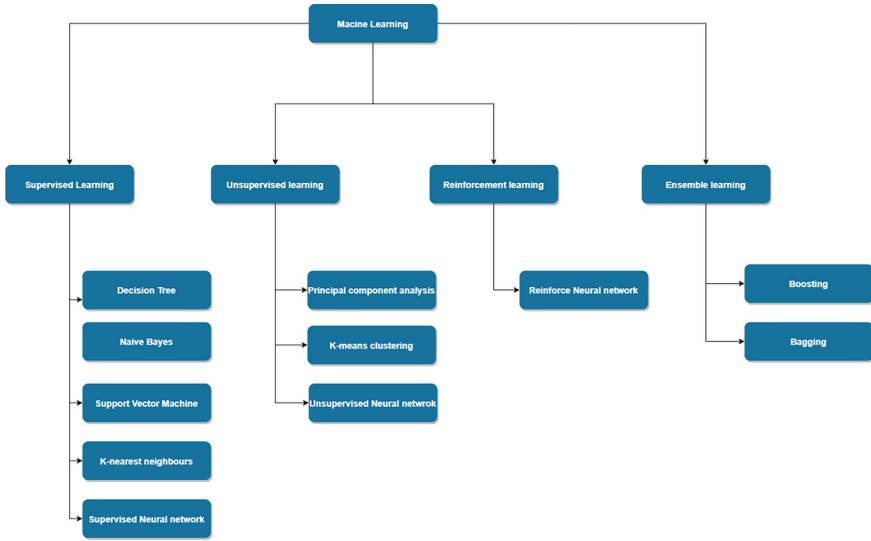 Macine Learning
Supervised Learning
Unsupervised learning
Reinforcement learning
Ensemble learning
Decision Tree
Naive Bayes
Support Vector Machine
K-nearest neighbours
Supervised Neural network
Principal component analysis
K-means clustering
Unsupervised Neural netwrok
Reinforce Neural network
Boosting
Bagging